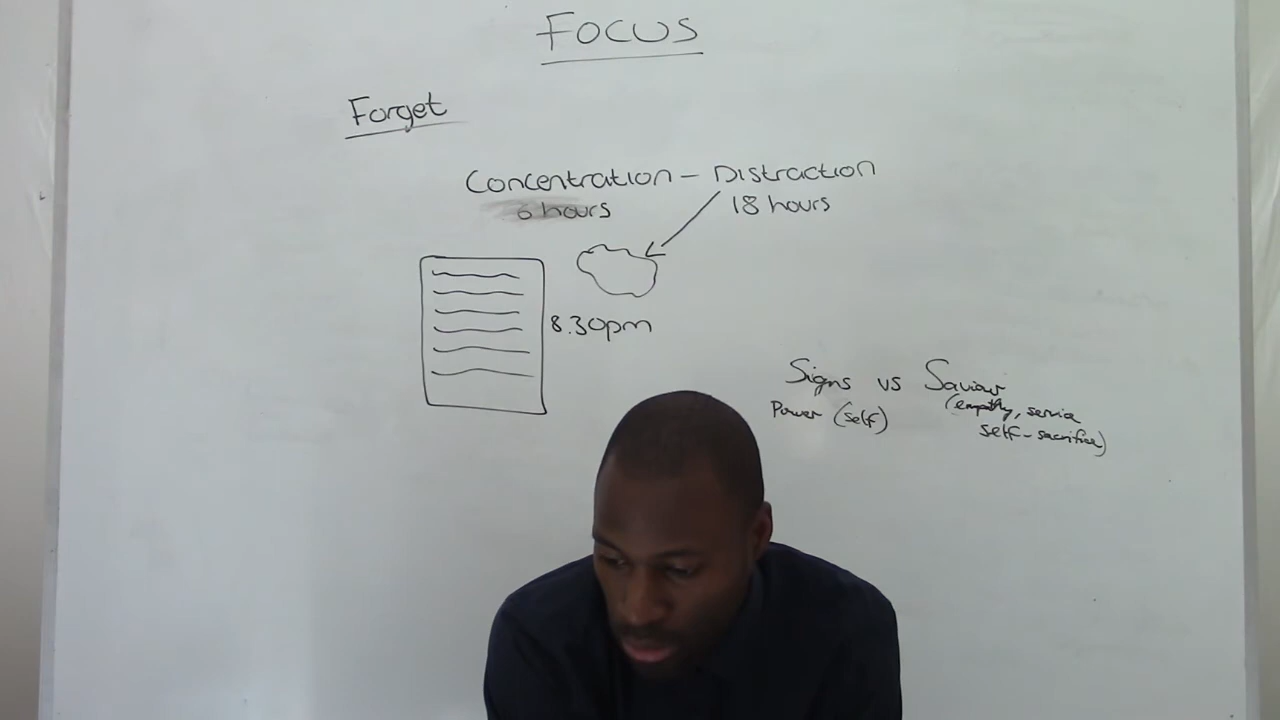 FOCUS
Forget
Concentration - Distraction
6 hours
18 hours
8.30pm
Signs vs Saviour
Power (self)
(empathy, service
self-sacrifice)